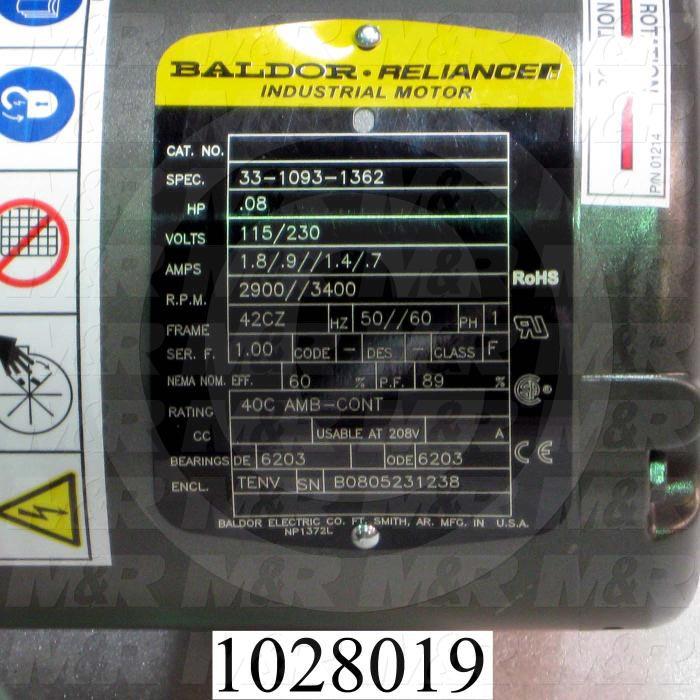 BALDOR • RELIANCER
INDUSTRIAL MOTOR
CAT. NO.
SPEC. 33-1093-1362
HP .08
VOLTS 115/230
AMPS 1.8/.9//1.4/.7
R.P.M. 2900//3400
FRAME 42CZ HZ 50//60 PH 1
SER. F. 1.00 CODE - DES - CLASS F
NEMA NOM. EFF. 60 % P.F. 89 %
RATING 40C AMB-CONT
CC USABLE AT 208V A
BEARINGS DE 6203 ODE 6203
ENCL. TENV SN B0805231238
BALDOR ELECTRIC CO. FT. SMITH, AR. MFG. IN U.S.A.
NP1372L
RoHS
CE
P/N 01214
M&R
1028019